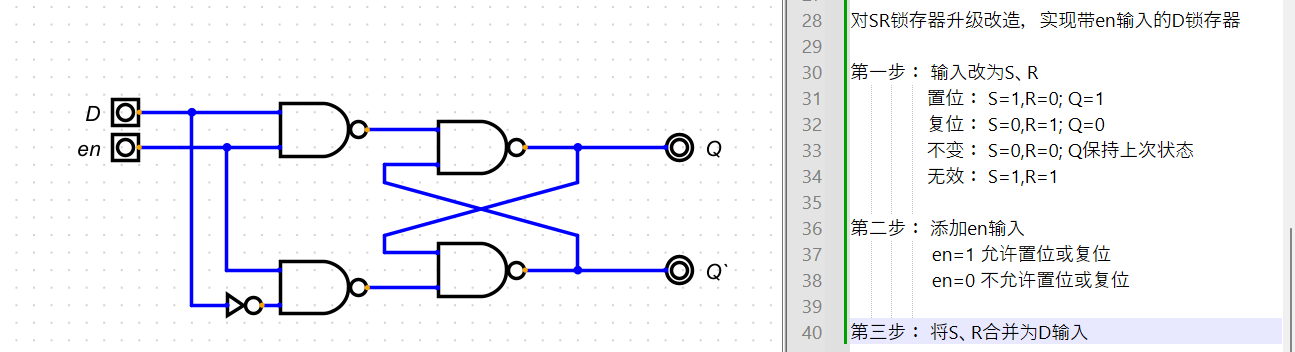 D
en
Q
Q`
28 对SR锁存器升级改造，实现带en输入的D锁存器
29
30 第一步：输入改为S、R
31 置位：S=1,R=0; Q=1
32 复位：S=0,R=1; Q=0
33 不变：S=0,R=0; Q保持上次状态
34 无效：S=1,R=1
35
36 第二步：添加en输入
37 en=1 允许置位或复位
38 en=0 不允许置位或复位
39
40 第三步：将S、R合并为D输入